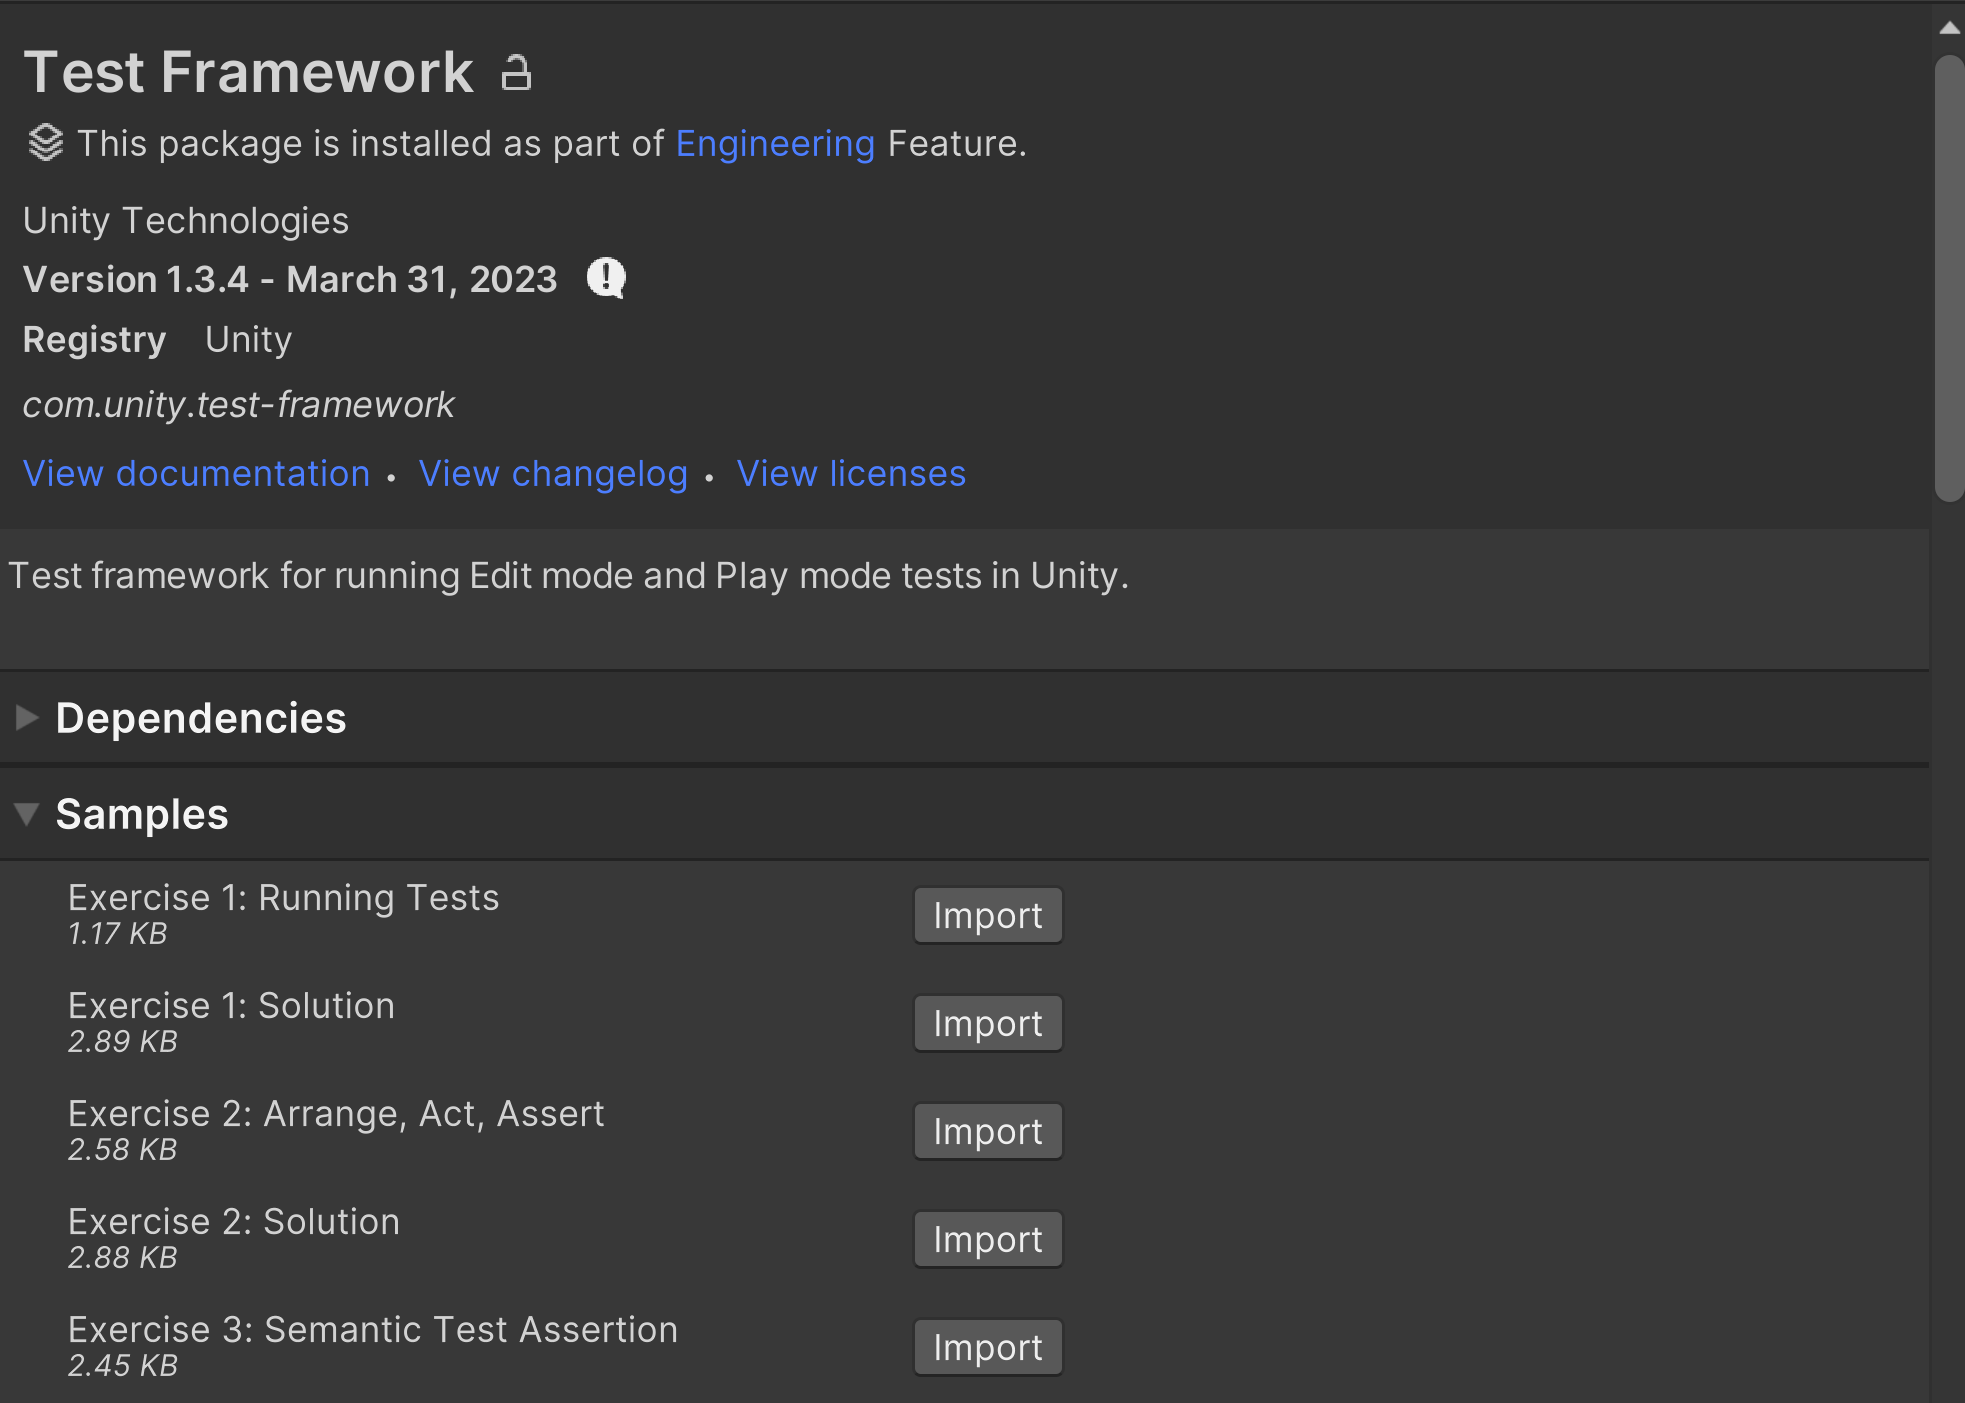 Test Framework
This package is installed as part of Engineering Feature.
Unity Technologies
Version 1.3.4 - March 31, 2023
Registry Unity
com.unity.test-framework
View documentation • View changelog • View licenses
Test framework for running Edit mode and Play mode tests in Unity.
Dependencies
Samples
Exercise 1: Running Tests
1.17 KB
Import
Exercise 1: Solution
2.89 KB
Import
Exercise 2: Arrange, Act, Assert
2.58 KB
Import
Exercise 2: Solution
2.88 KB
Import
Exercise 3: Semantic Test Assertion
2.45 KB
Import